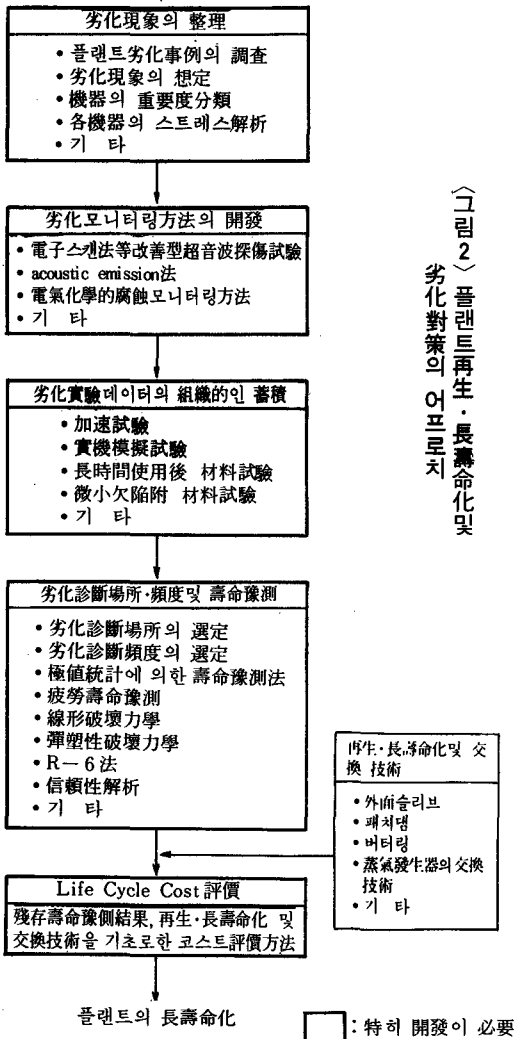 劣化現象의 整理
• 플랜트劣化事例의 調査
• 劣化現象의 想定
• 機器의 重要度分類
• 各機器의 스트레스解析
• 기 타
劣化모니터링方法의 開發
• 電子스캔法等改善型超音波探傷試驗
• acoustic emission法
• 電氣化學的腐蝕모니터링方法
• 기 타
劣化實驗데이터의 組織的인 蓄積
• 加速試驗
• 實機模擬試驗
• 長時間使用後 材料試驗
• 微小欠陷附 材料試驗
• 기 타
劣化診斷場所·頻度및 壽命豫測
• 劣化診斷場所의 選定
• 劣化診斷頻度의 選定
• 極値統計에 의한 壽命豫測法
• 疲勞壽命豫測
• 線形破壞力學
• 彈塑性破壞力學
• R－6法
• 信賴性解析
• 기 타
再生·長壽命化및 交
換 技術
• 外面슬리브
• 패치댐
• 버터링
• 蒸氣發生器의交換
技術
• 기 타
Life Cycle Cost評價
殘存壽命豫側結果, 再生·長壽命化 및
交換技術을 기초로한 코스트評價方法
플랜트의 長壽命化
: 特히 開發이 必要
〈그림 2〉 플랜트再生·長壽命化및
劣化對策의 어프로치